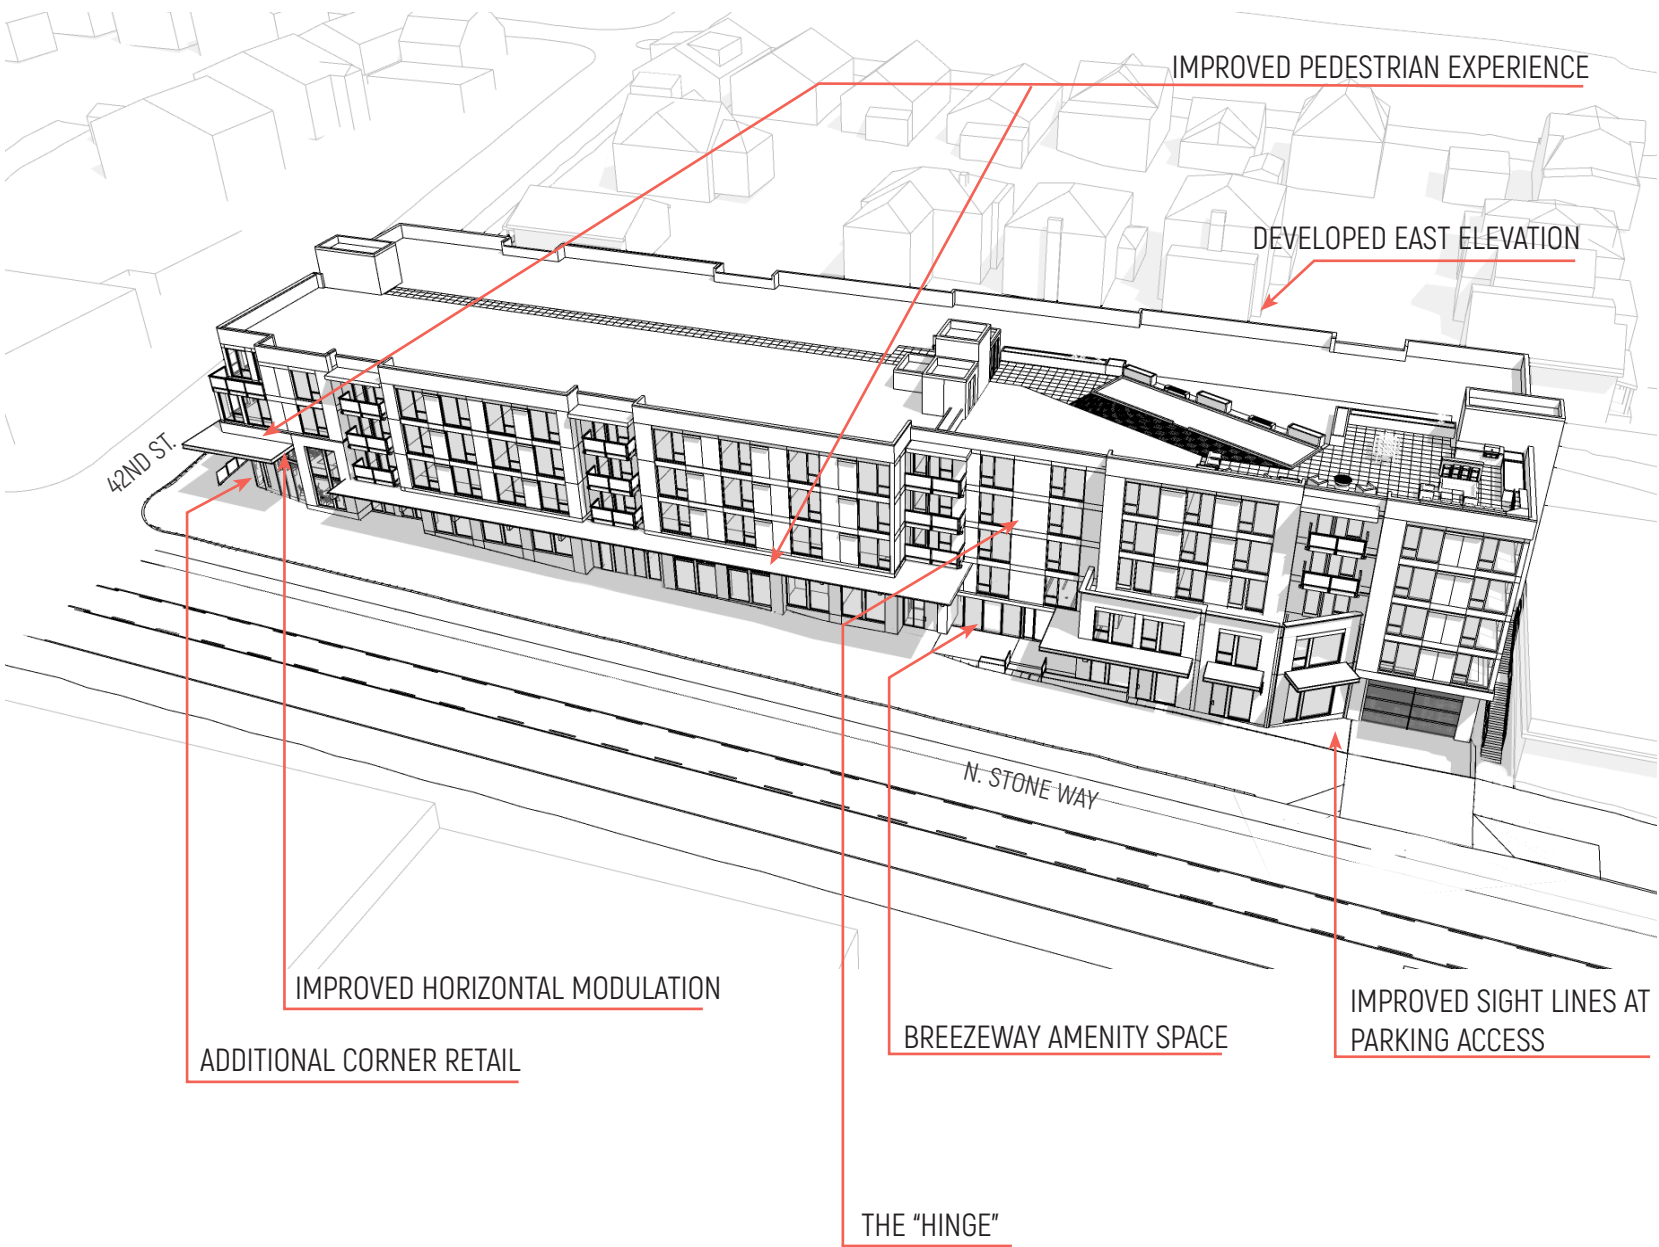 IMPROVED PEDESTRIAN EXPERIENCE
DEVELOPED EAST ELEVATION
42ND ST.
N. STONE WAY
IMPROVED HORIZONTAL MODULATION
ADDITIONAL CORNER RETAIL
BREEZEWAY AMENITY SPACE
IMPROVED SIGHT LINES AT
PARKING ACCESS
THE “HINGE”